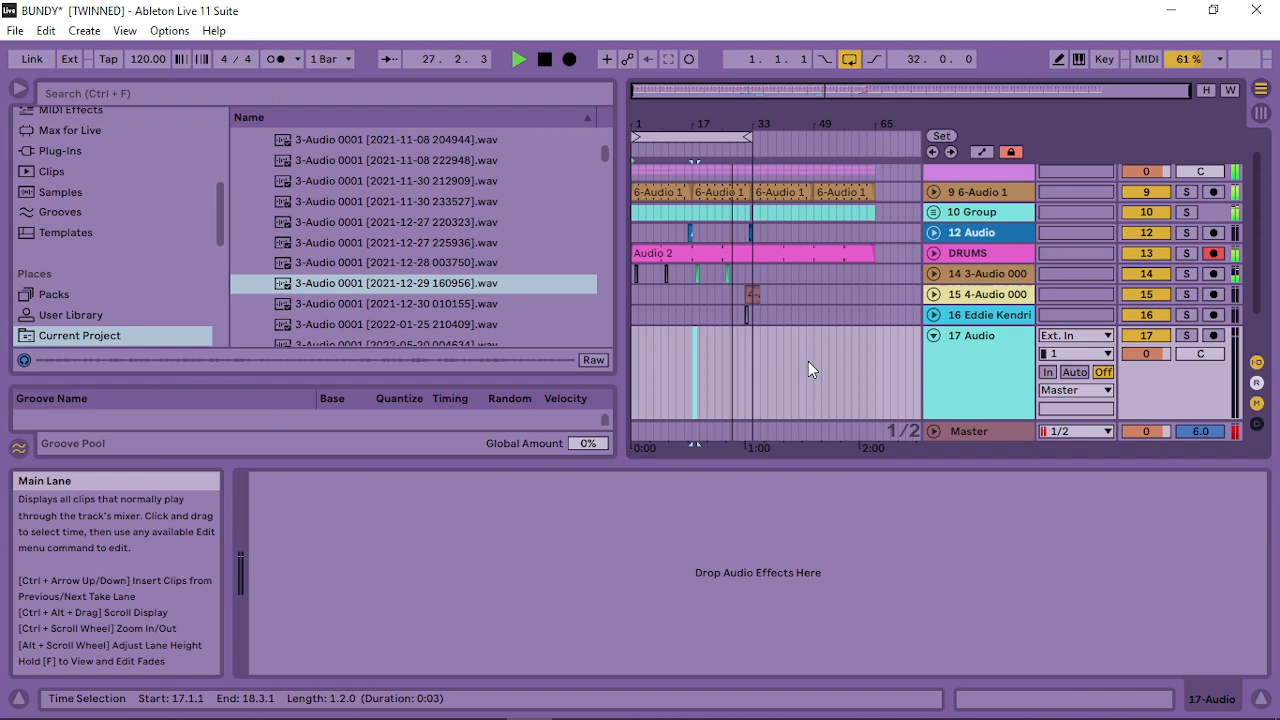 BUNDY* [TWINNED] - Ableton Live 11 Suite
File Edit Create View Options Help
Link Ext Tap 120.00 4 / 4 1 Bar 27. 2. 3 1. 1. 1 32. 0. 0 Key MIDI 61 %
Search (Ctrl + F)
H W
MIDI Effects
Max for Live
Plug-Ins
Clips
Samples
Grooves
Templates
Places
Packs
User Library
Current Project
Name
3-Audio 0001 [2021-11-08 204944].wav
3-Audio 0001 [2021-11-08 222948].wav
3-Audio 0001 [2021-11-30 212909].wav
3-Audio 0001 [2021-11-30 233527].wav
3-Audio 0001 [2021-12-27 220323].wav
3-Audio 0001 [2021-12-27 225936].wav
3-Audio 0001 [2021-12-27 233750].wav
3-Audio 0001 [2021-12-29 160956].wav
3-Audio 0001 [2021-12-30 010155].wav
3-Audio 0001 [2022-01-25 210409].wav
3-Audio 0001 [2022-05-20 004634].wav
Raw
1 17 33 49 65
Set
0 C
6-Audio 1 6-Audio 1 6-Audio 1 6-Audio 1 9 6-Audio 1 9 S
10 Group 10 S
12 Audio 12 S
Audio 2 DRUMS 13 S
14 3-Audio 000 14 S
4- 15 4-Audio 000 15 S
16 Eddie Kendri 16 S
17 Audio Ext. In 17 S
1 0 C
In Auto Off
Master
1/2 Master 1/2 0 6.0
0:00 1:00 2:00
I·O
R
M
D
Groove Name Base Quantize Timing Random Velocity
Groove Pool Global Amount 0%
Main Lane
Displays all clips that normally play
through the track's mixer. Click and drag
to select time, then use any available Edit
menu command to edit.
[Ctrl + Arrow Up/Down] Insert Clips from
Previous/Next Take Lane
[Ctrl + Alt + Drag] Scroll Display
[Ctrl + Scroll Wheel] Zoom In/Out
[Alt + Scroll Wheel] Adjust Lane Height
Hold [F] to View and Edit Fades
Drop Audio Effects Here
Time Selection Start: 17.1.1 End: 18.3.1 Length: 1.2.0 (Duration: 0:03)
17-Audio